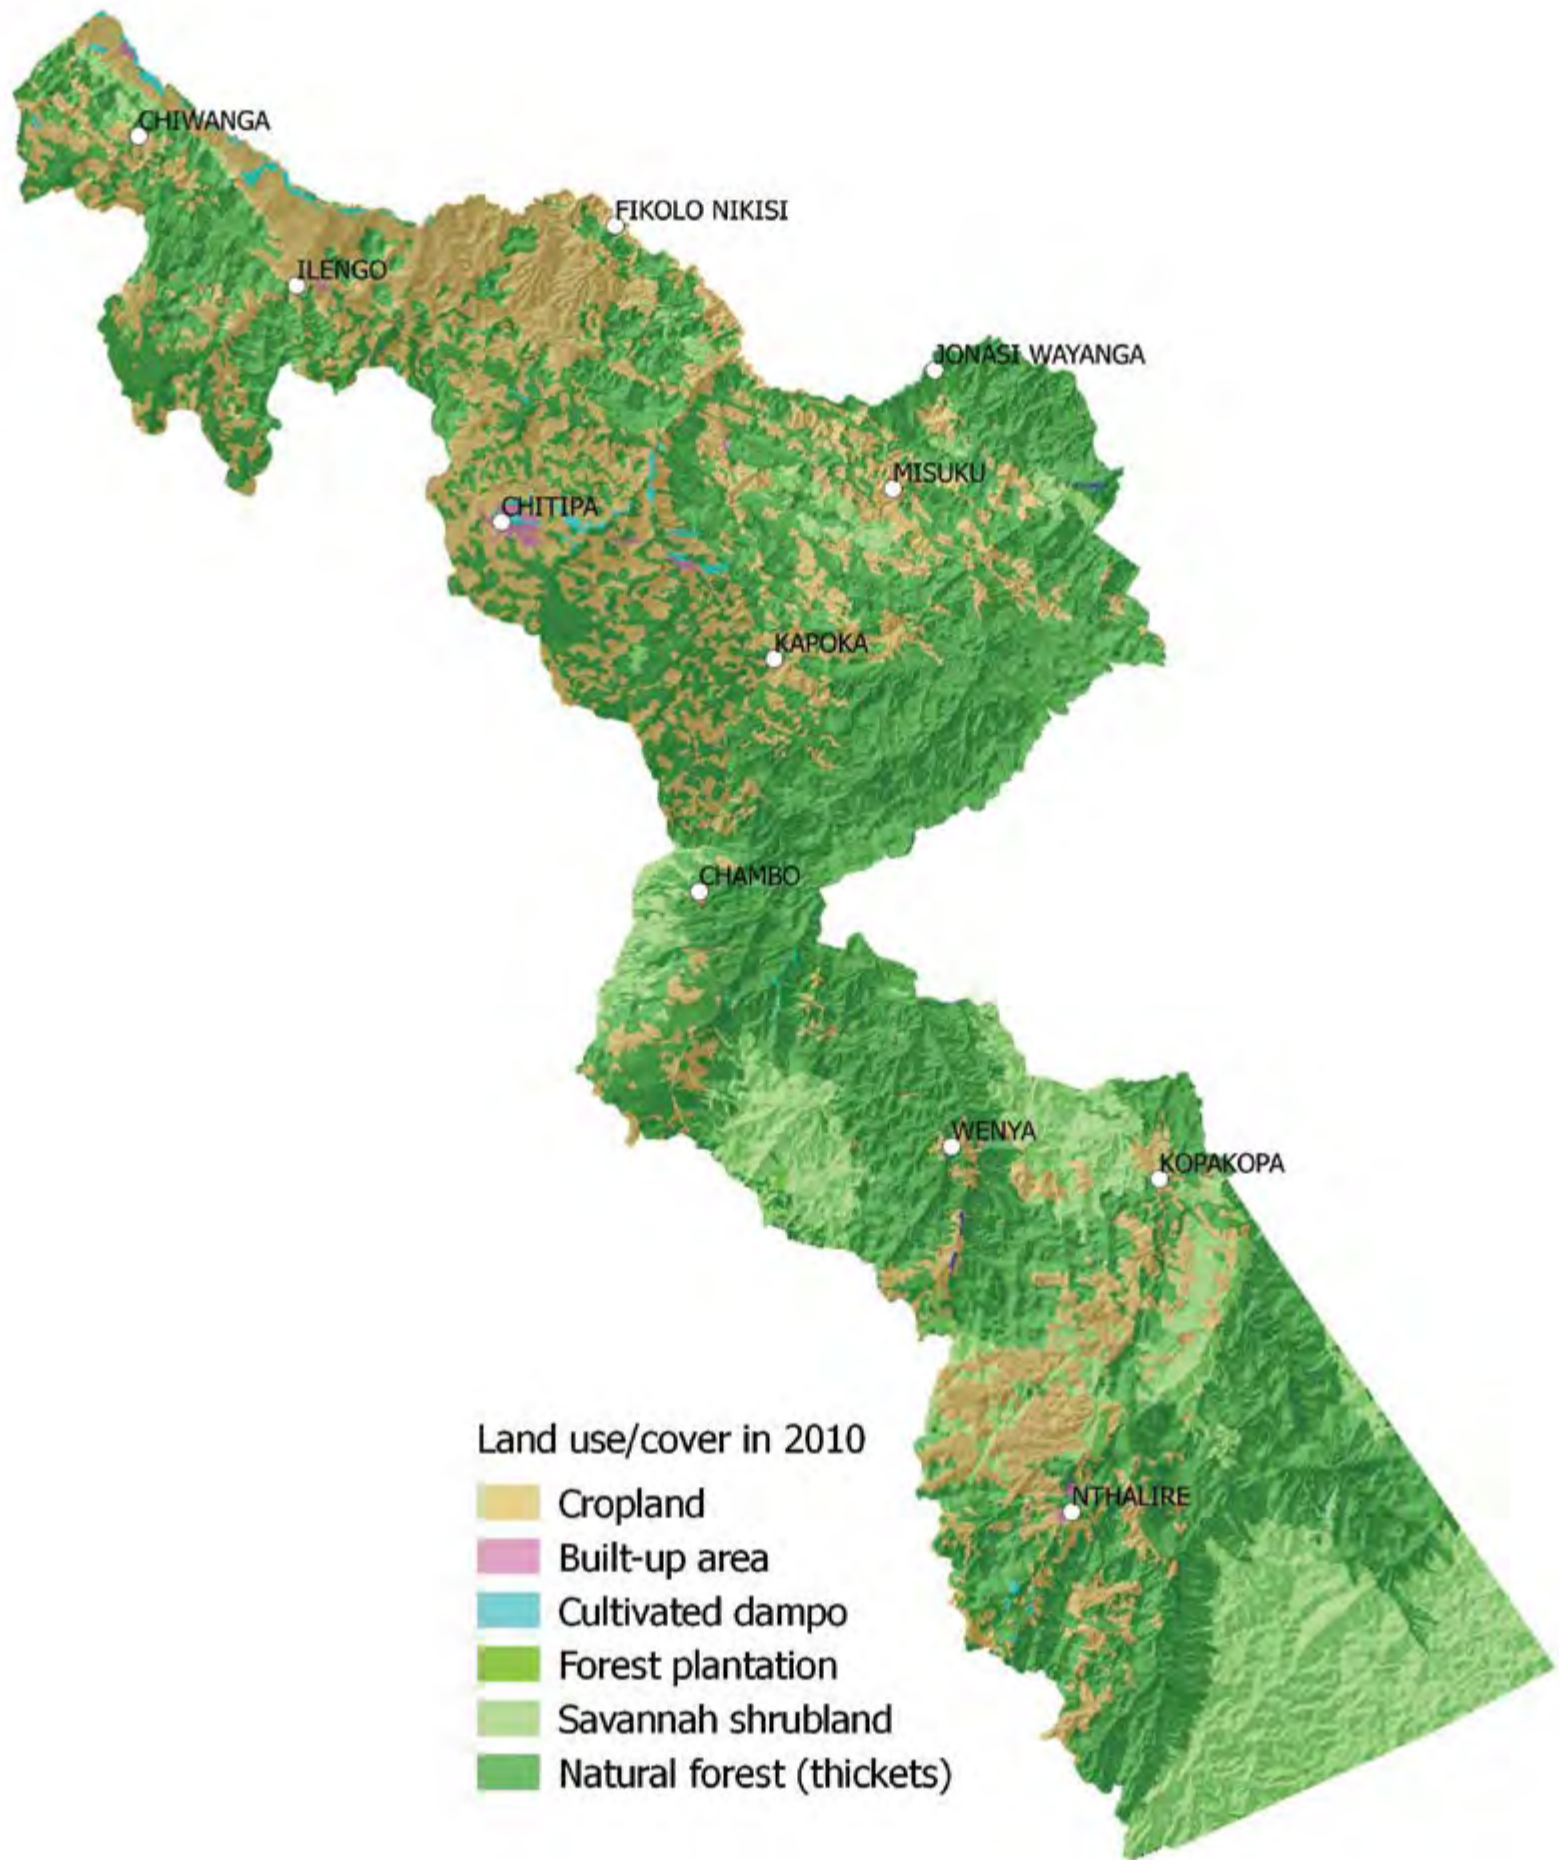 CHIWANGA
FIKOLO NIKISI
ILENGO
JONASI WAYANGA
MISUKU
CHITIPA
KAPOKA
CHAMBO
WENYA
KOPAKOPA
NTHALIRE
Land use/cover in 2010
Cropland
Built-up area
Cultivated dampo
Forest plantation
Savannah shrubland
Natural forest (thickets)